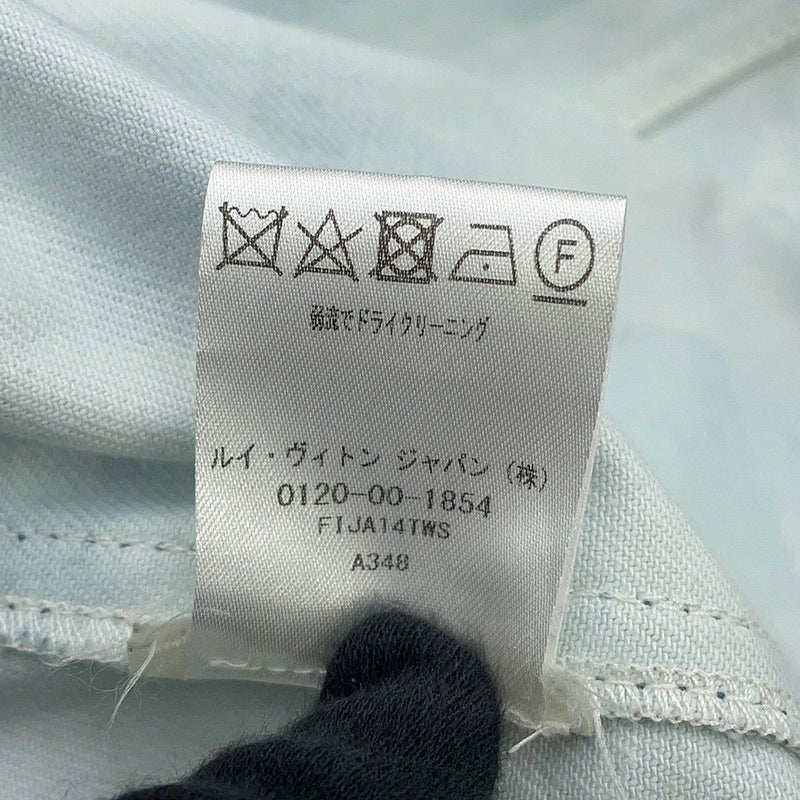 F
弱流でドライクリーニング
ルイ・ヴィトン ジャパン (株)
0120-00-1854
FIJA14TWS
A348